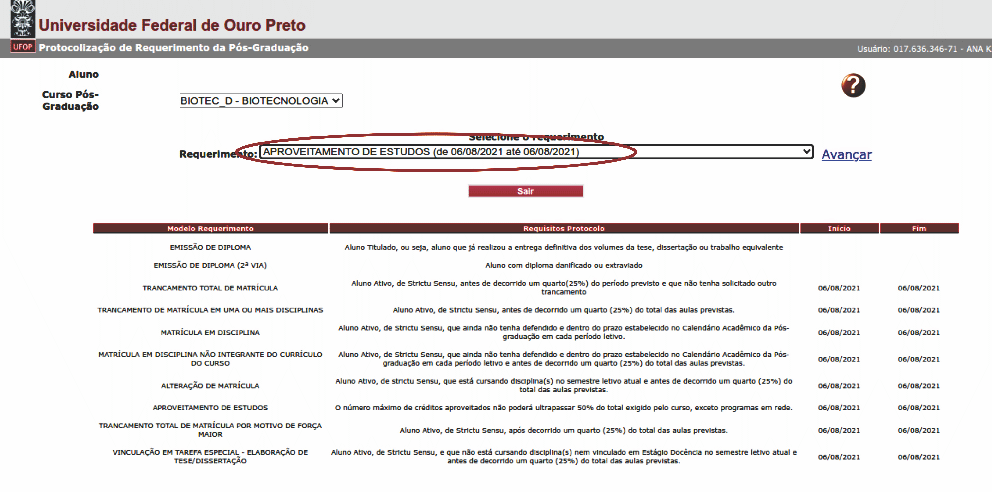 Universidade Federal de Ouro Preto
UFOP Protocolização de Requerimento da Pós-Graduação
Usuário: 017.636.346-71 - ANA K
Aluno
Curso Pós-
Graduação
BIOTEC_D - BIOTECNOLOGIA
Selecione o requerimento
Requerimento: APROVEITAMENTO DE ESTUDOS (de 06/08/2021 até 06/08/2021) Avançar
Sair
Modelo Requerimento Requisitos Protocolo Início Fim
EMISSÃO DE DIPLOMA Aluno Titulado, ou seja, aluno que já realizou a entrega definitiva dos volumes da tese, dissertação ou trabalho equivalente
EMISSÃO DE DIPLOMA (2ª VIA) Aluno com diploma danificado ou extraviado
TRANCAMENTO TOTAL DE MATRÍCULA Aluno Ativo, de Strictu Sensu, antes de decorrido um quarto(25%) do período previsto e que não tenha solicitado outro
trancamento 06/08/2021 06/08/2021
TRANCAMENTO DE MATRÍCULA EM UMA OU MAIS DISCIPLINAS Aluno Ativo, de Strictu Sensu, antes de decorrido um quarto (25%) do total das aulas previstas. 06/08/2021 06/08/2021
MATRÍCULA EM DISCIPLINA Aluno Ativo, de Strictu Sensu, que ainda não tenha defendido e dentro do prazo estabelecido no Calendário Acadêmico da Pós-
graduação em cada período letivo. 06/08/2021 06/08/2021
MATRÍCULA EM DISCIPLINA NÃO INTEGRANTE DO CURRÍCULO
DO CURSO
Aluno Ativo, de Strictu Sensu, que ainda não tenha defendido e dentro do prazo estabelecido no Calendário Acadêmico da Pós-
graduação em cada período letivo e antes de decorrido um quarto (25%) do total das aulas previstas. 06/08/2021 06/08/2021
ALTERAÇÃO DE MATRÍCULA Aluno Ativo, de strictu Sensu, que está cursando disciplina(s) no semestre letivo atual e antes de decorrido um quarto (25%) do
total das aulas previstas. 06/08/2021 06/08/2021
APROVEITAMENTO DE ESTUDOS O número máximo de créditos aproveitados não poderá ultrapassar 50% do total exigido pelo curso, exceto programas em rede. 06/08/2021 06/08/2021
TRANCAMENTO TOTAL DE MATRÍCULA POR MOTIVO DE FORÇA
MAIOR
Aluno Ativo, de Strictu Sensu, após decorrido um quarto (25%) do total das aulas previstas. 06/08/2021 06/08/2021
VINCULAÇÃO EM TAREFA ESPECIAL - ELABORAÇÃO DE
TESE/DISSERTAÇÃO
Aluno Ativo, de Strictu Sensu, e que não está cursando disciplina(s) nem vinculado em Estágio Docência no semestre letivo atual e
antes de decorrido um quarto (25%) do total das aulas previstas. 06/08/2021 06/08/2021